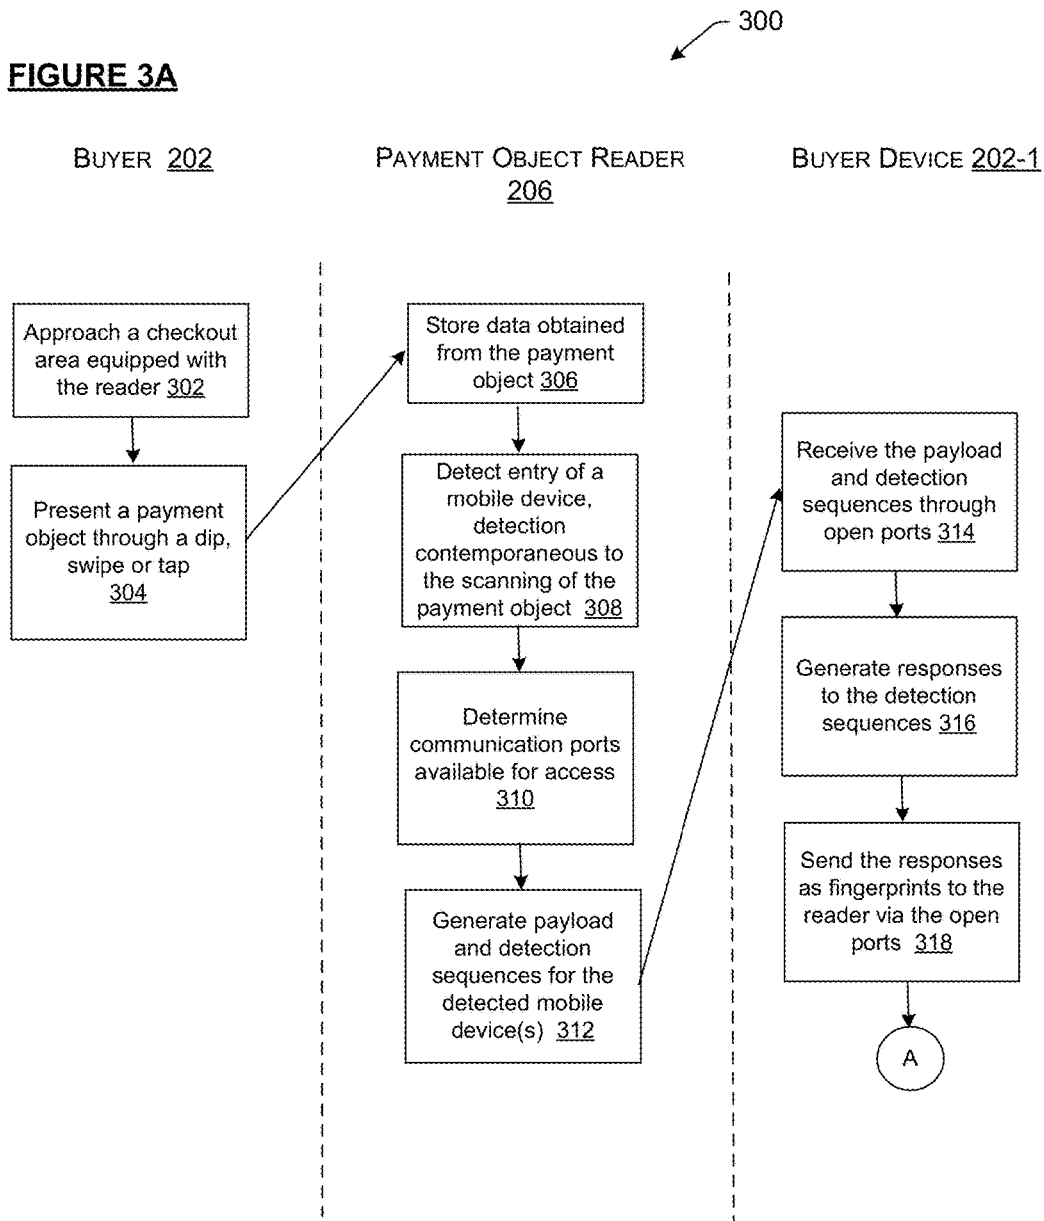 300
FIGURE 3A
BUYER 202
PAYMENT OBJECT READER
206
BUYER DEVICE 202-1
Approach a checkout
area equipped with
the reader 302
Present a payment
object through a dip,
swipe or tap
304
Store data obtained
from the payment
object 306
Detect entry of a
mobile device,
detection
contemporaneous to
the scanning of the
payment object 308
Determine
communication ports
available for access
310
Generate payload
and detection
sequences for the
detected mobile
device(s) 312
Receive the payload
and detection
sequences through
open ports 314
Generate responses
to the detection
sequences 316
Send the responses
as fingerprints to the
reader via the open
ports 318
A